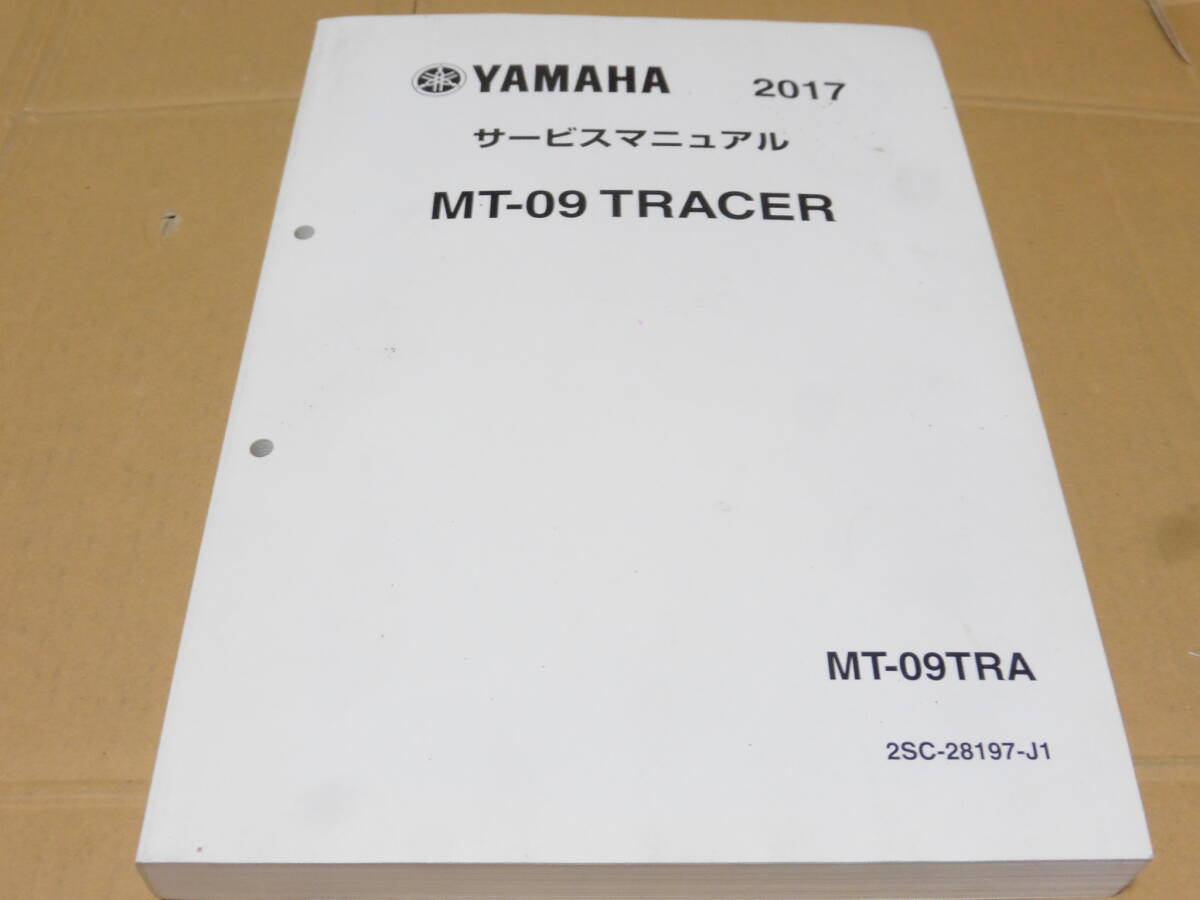 YAMAHA 2017
サービスマニュアル
MT-09 TRACER
MT-09TRA
2SC-28197-J1